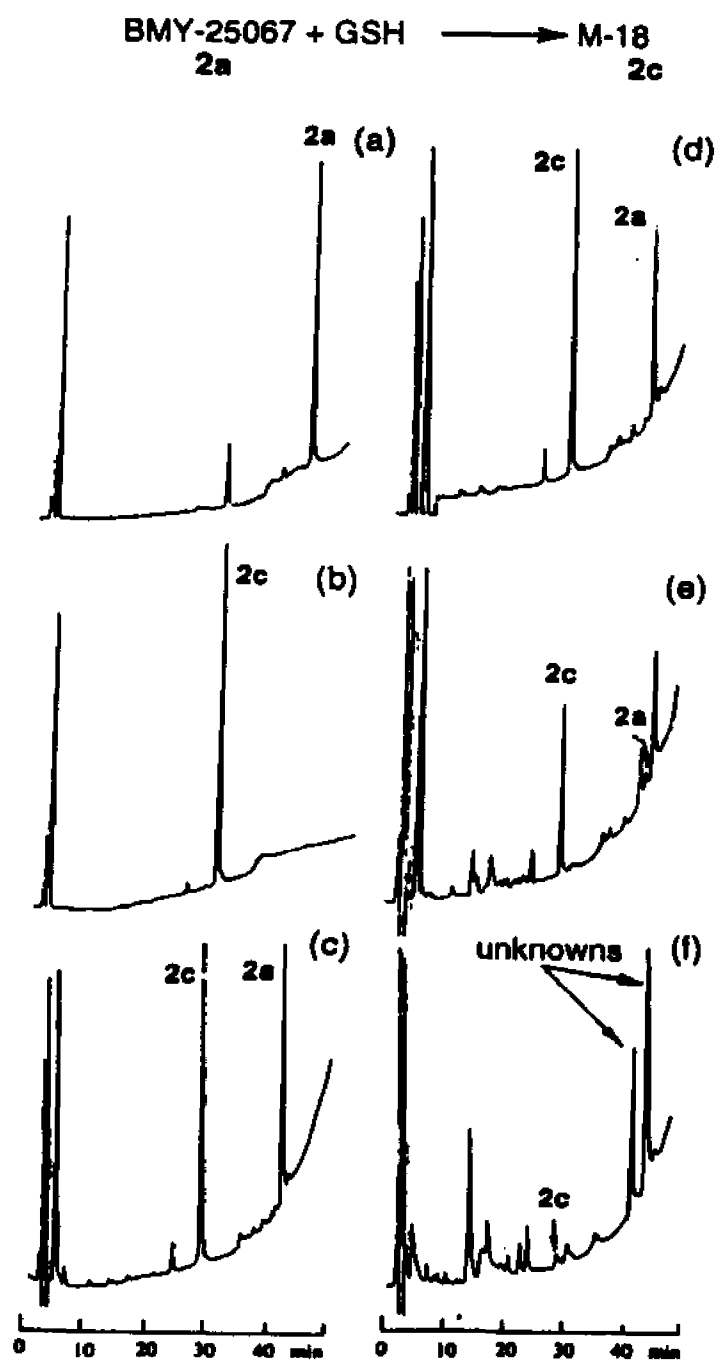 BMY-25067 + GSH → M-18
2a 2c
2a (a)
2c (d)
2a
2c (b)
2c (e)
2a
2c 2a (c)
unknowns (f)
2c
0 10 20 30 40 min
0 10 20 30 40 min